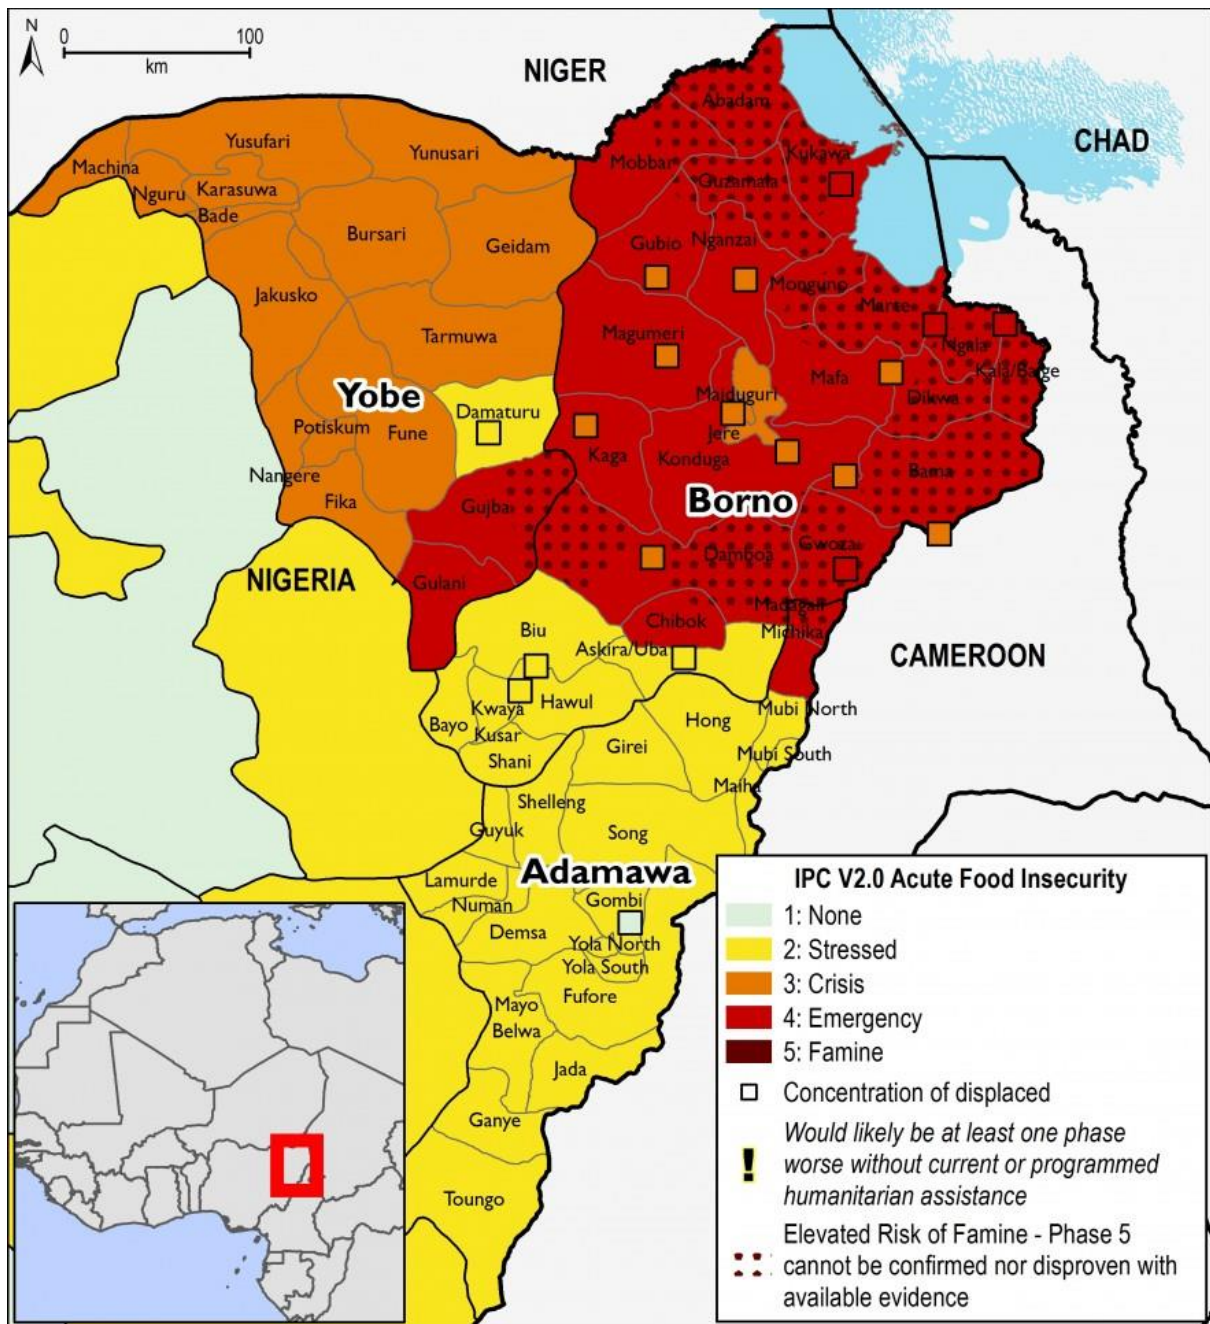 N
0 100
km
NIGER
CHAD
Abadam
Yusufari
Yunusari
Kukawa
Machina
Mobbar
Guzamala
Nguru
Karasuwa
Bade
Bursari
Geidam
Gubio
Nganzai
Monguno
Jakusko
Marte
Tarmuwa
Magumeri
Ngala
Kala/Balge
Mafa
Yobe
Maiduguri
Dikwa
Damaturu
Potiskum
Fune
Jere
Kaga
Konduga
Bama
Nangere
Borno
Fika
Gujba
Damboa
Gwoza
NIGERIA
Gulani
Madagali
Chibok
Biu
Michika
Askira/Uba
CAMEROON
Kwaya
Kusar
Hawul
Mubi North
Bayo
Hong
Girei
Mubi South
Shani
Maiha
Shelleng
Guyuk
Song
Adamawa
Lamurde
Gombi
Numan
Demsa
Yola North
Yola South
Fufore
Mayo
Belwa
Jada
Ganye
Toungo
IPC V2.0 Acute Food Insecurity
1: None
2: Stressed
3: Crisis
4: Emergency
5: Famine
Concentration of displaced
! Would likely be at least one phase
worse without current or programmed
humanitarian assistance
Elevated Risk of Famine - Phase 5
cannot be confirmed nor disproven with
available evidence